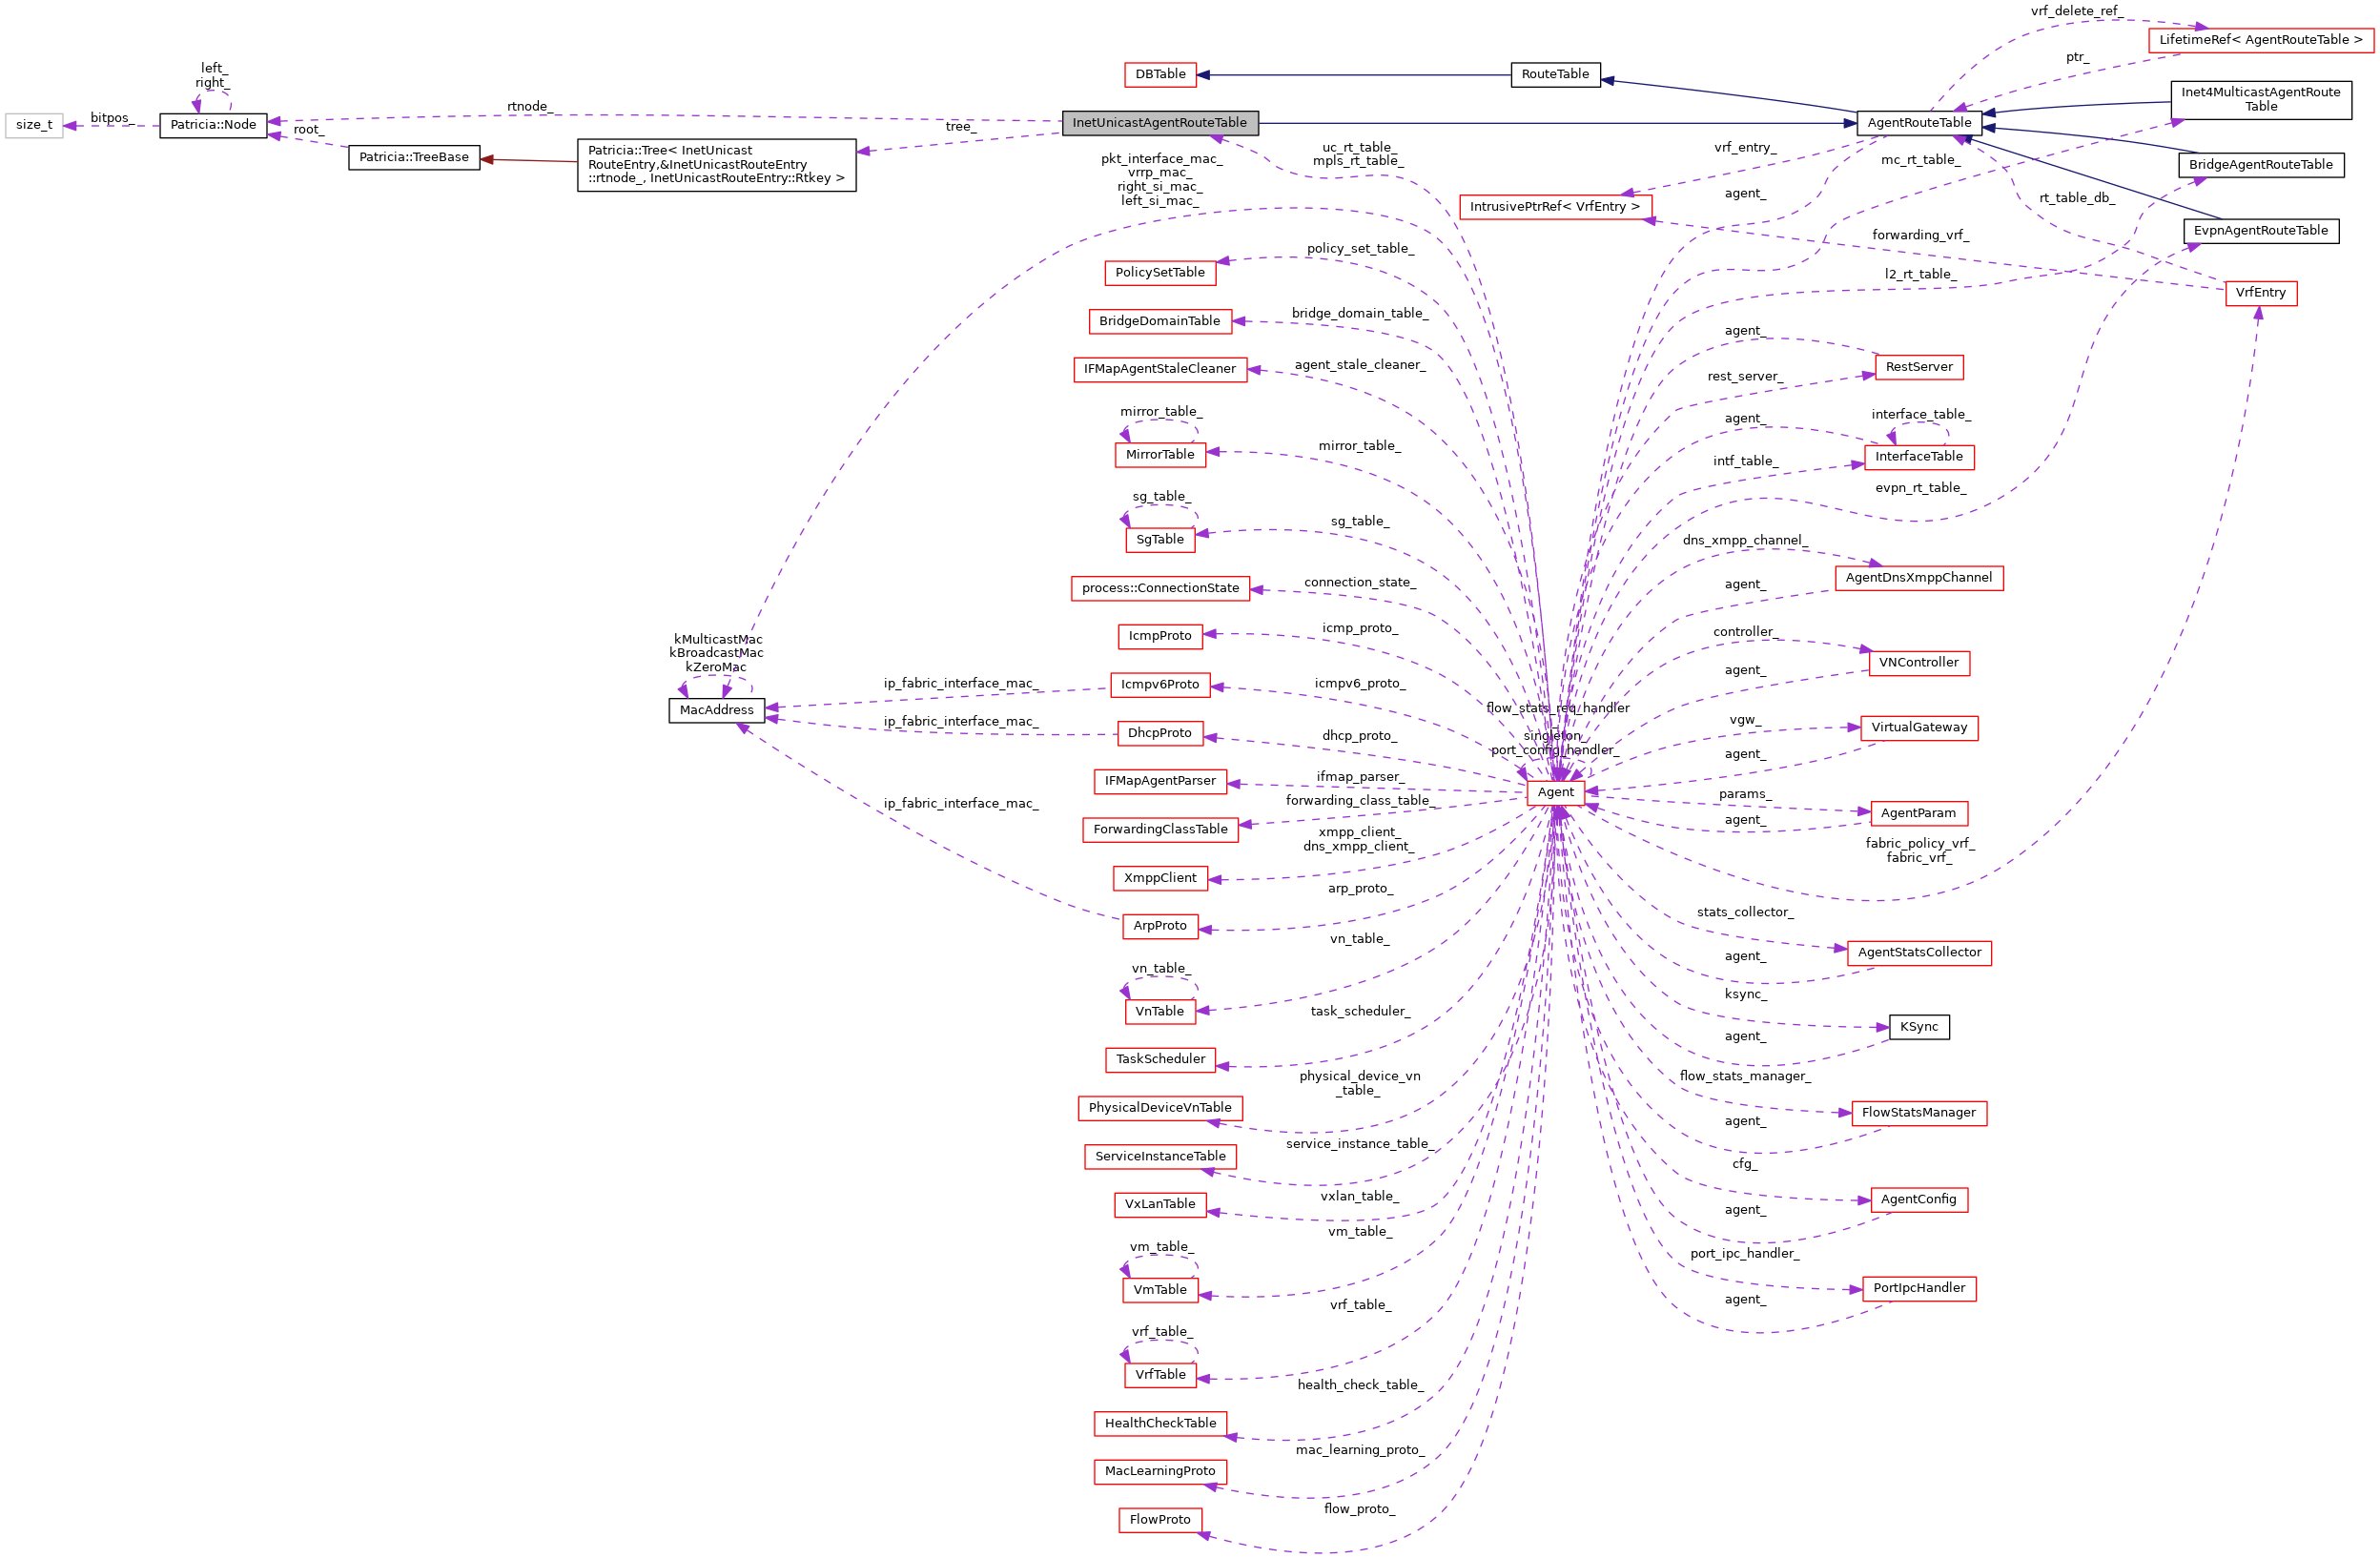 vrf_delete_ref_
LifetimeRef< AgentRouteTable >
ptr_
left_
right_
DBTable
RouteTable
Inet4MulticastAgentRoute
Table
rtnode_
bitpos_
size_t
Patricia::Node
InetUnicastAgentRouteTable
AgentRouteTable
root_
tree_
Patricia::TreeBase
Patricia::Tree< InetUnicast
RouteEntry,&InetUnicastRouteEntry
::rtnode_, InetUnicastRouteEntry::Rtkey >
pkt_interface_mac_
vrrp_mac_
right_si_mac_
left_si_mac_
uc_rt_table_
mpls_rt_table_
vrf_entry_
mc_rt_table_
BridgeAgentRouteTable
agent_
rt_table_db_
IntrusivePtrRef< VrfEntry >
forwarding_vrf_
EvpnAgentRouteTable
policy_set_table_
PolicySetTable
l2_rt_table_
VrfEntry
bridge_domain_table_
BridgeDomainTable
agent_
agent_stale_cleaner_
IFMapAgentStaleCleaner
RestServer
rest_server_
mirror_table_
agent_
interface_table_
mirror_table_
MirrorTable
InterfaceTable
intf_table_
evpn_rt_table_
sg_table_
sg_table_
SgTable
dns_xmpp_channel_
AgentDnsXmppChannel
connection_state_
process::ConnectionState
agent_
icmp_proto_
IcmpProto
controller_
kMulticastMac
kBroadcastMac
kZeroMac
VNController
agent_
ip_fabric_interface_mac_
Icmpv6Proto
icmpv6_proto_
MacAddress
flow_stats_req_handler
singleton_
port_config_handler_
ip_fabric_interface_mac_
DhcpProto
dhcp_proto_
vgw_
VirtualGateway
agent_
IFMapAgentParser
ifmap_parser_
Agent
params_
ip_fabric_interface_mac_
forwarding_class_table_
AgentParam
agent_
ForwardingClassTable
xmpp_client_
dns_xmpp_client_
fabric_policy_vrf_
fabric_vrf_
XmppClient
arp_proto_
ArpProto
stats_collector_
vn_table_
AgentStatsCollector
agent_
vn_table_
VnTable
ksync_
task_scheduler_
KSync
agent_
TaskScheduler
physical_device_vn
_table_
flow_stats_manager_
PhysicalDeviceVnTable
FlowStatsManager
agent_
service_instance_table_
ServiceInstanceTable
cfg_
vxlan_table_
VxLanTable
AgentConfig
agent_
vm_table_
vm_table_
VmTable
port_ipc_handler_
PortIpcHandler
agent_
vrf_table_
vrf_table_
VrfTable
health_check_table_
HealthCheckTable
mac_learning_proto_
MacLearningProto
flow_proto_
FlowProto